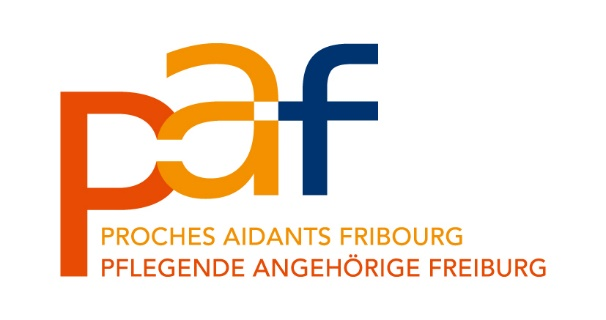 paf
PROCHES AIDANTS FRIBOURG
PFLEGENDE ANGEHÖRIGE FREIBURG